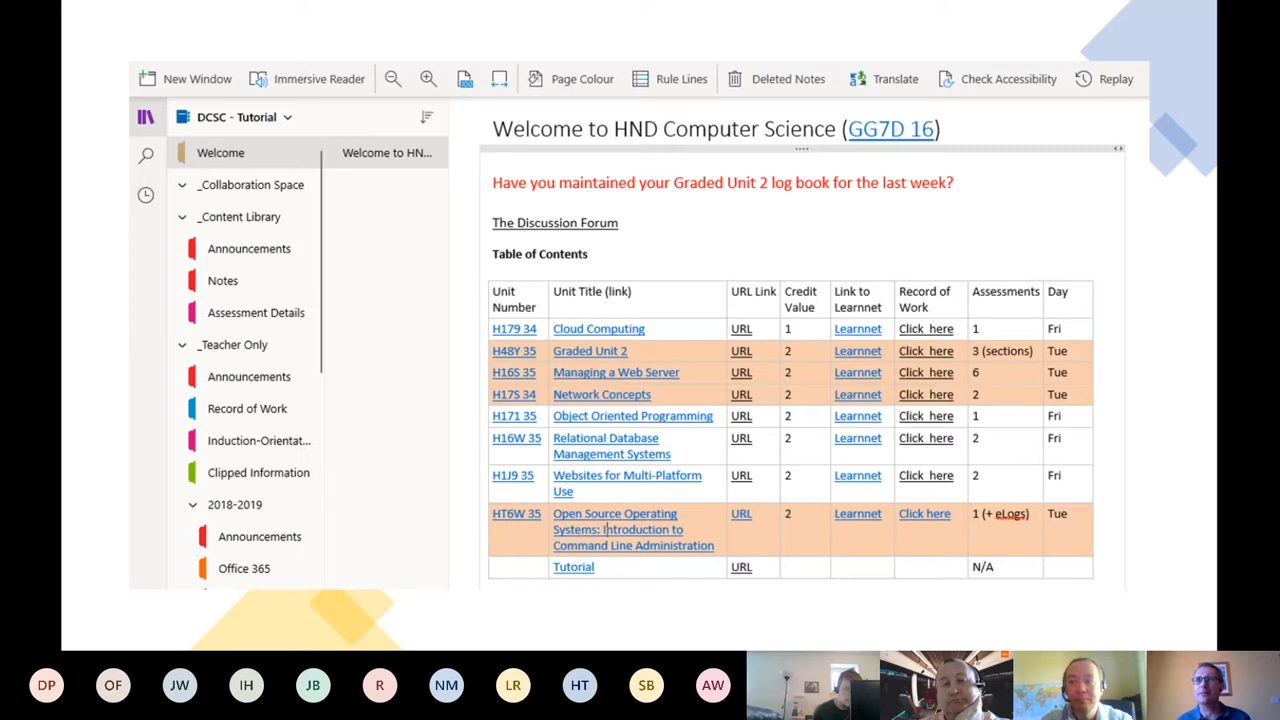 New Window Immersive Reader Page Colour Rule Lines Deleted Notes Translate Check Accessibility Replay
DCSC - Tutorial
Welcome
_Collaboration Space
_Content Library
Announcements
Notes
Assessment Details
_Teacher Only
Announcements
Record of Work
Induction-Orientat...
Clipped Information
2018-2019
Announcements
Office 365
Welcome to HN...
Welcome to HND Computer Science (GG7D 16)
Have you maintained your Graded Unit 2 log book for the last week?
The Discussion Forum
Table of Contents
Unit Number Unit Title (link) URL Link Credit Value Link to Learnnet Record of Work Assessments Day
H179 34 Cloud Computing URL 1 Learnnet Click here 1 Fri
H48Y 35 Graded Unit 2 URL 2 Learnnet Click here 3 (sections) Tue
H16S 35 Managing a Web Server URL 2 Learnnet Click here 6 Tue
H17S 34 Network Concepts URL 2 Learnnet Click here 2 Tue
H171 35 Object Oriented Programming URL 2 Learnnet Click here 1 Fri
H16W 35 Relational Database Management Systems URL 2 Learnnet Click here 2 Fri
H1J9 35 Websites for Multi-Platform Use URL 2 Learnnet Click here 2 Fri
HT6W 35 Open Source Operating Systems: Introduction to Command Line Administration URL 2 Learnnet Click here 1 (+ eLogs) Tue
Tutorial URL N/A
DP OF JW IH JB R NM LR HT SB AW